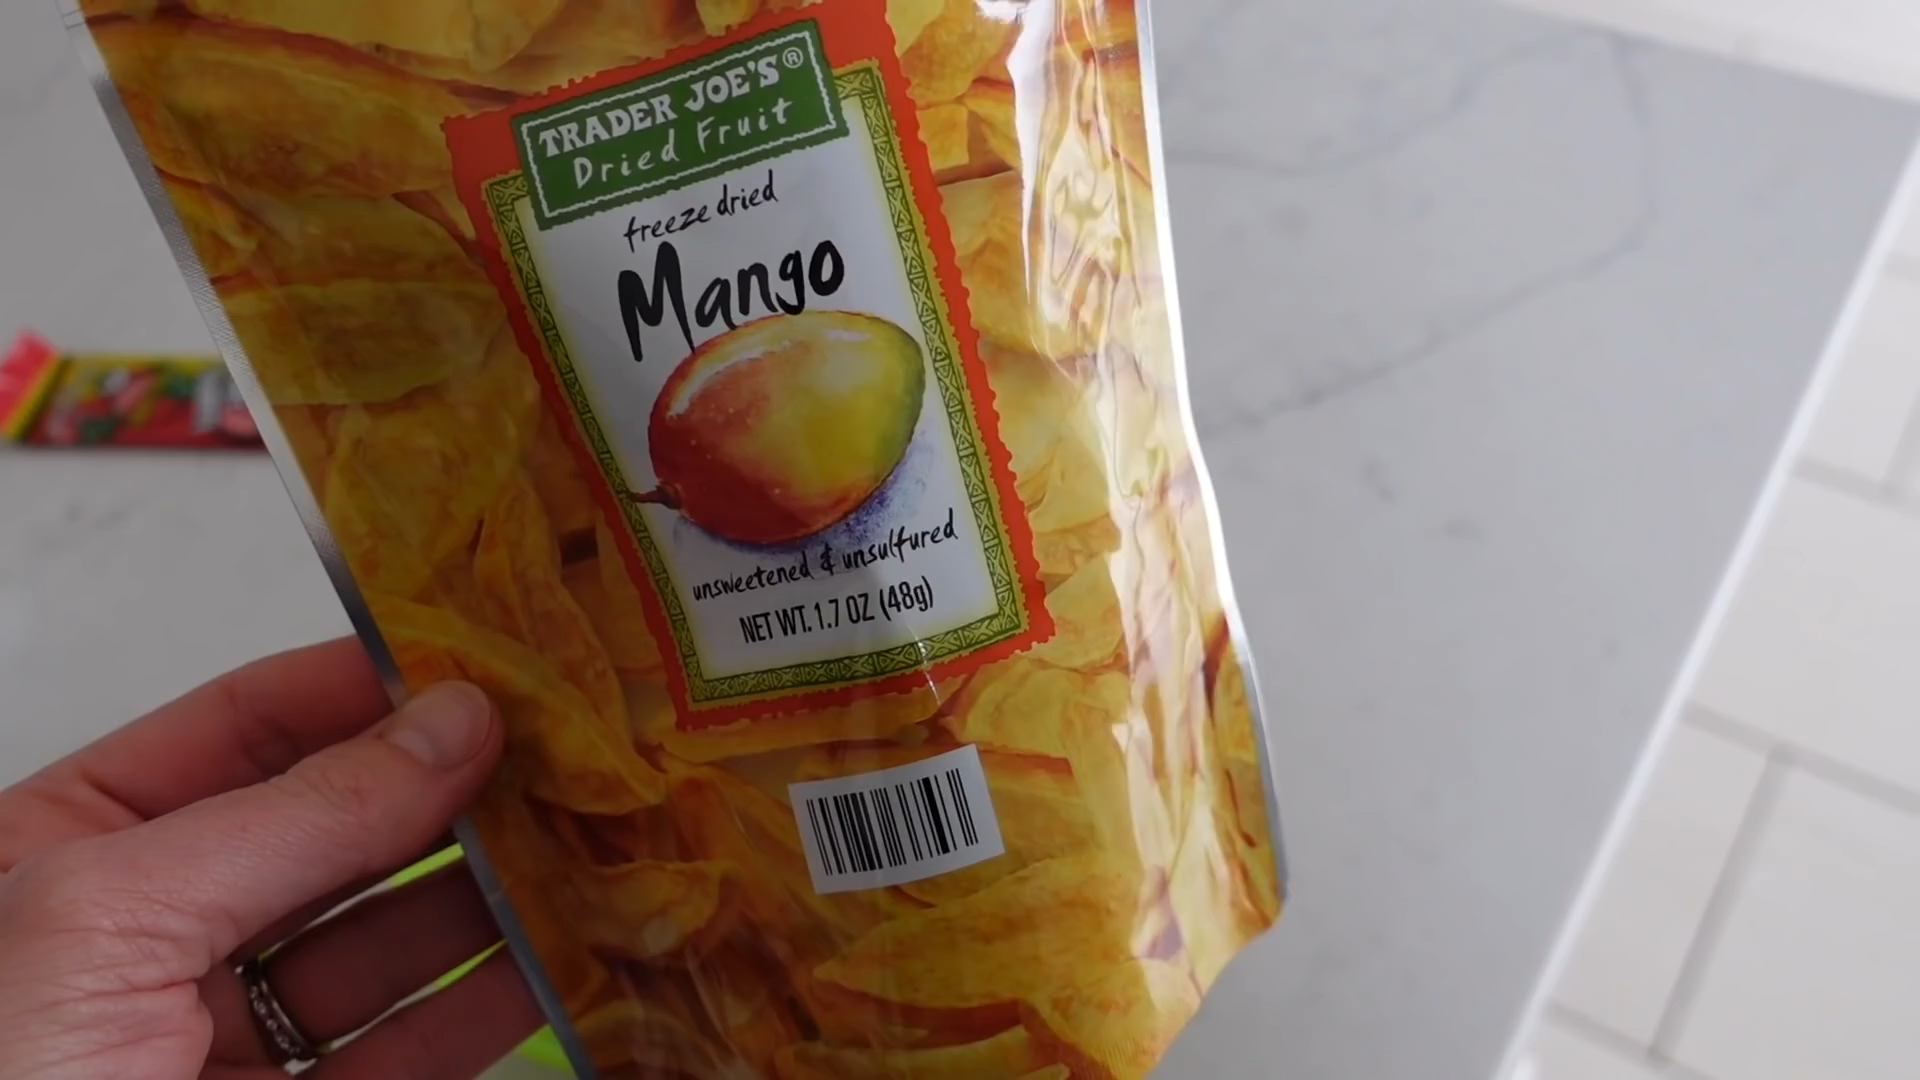 TRADER JOE'S®
Dried Fruit
freeze dried
Mango
unsweetened & unsulfured
NET WT. 1.7 OZ (48g)